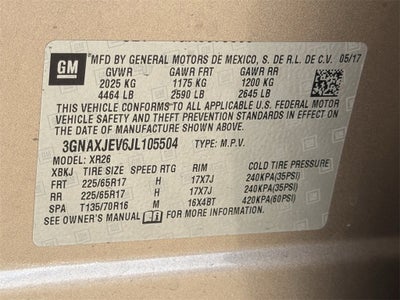 GM
MFD BY GENERAL MOTORS DE MEXICO, S. DE R.L. DE C.V. 05/17
GVWR GAWR FRT GAWR RR
2025 KG 1175 KG 1200 KG
4464 LB 2590 LB 2645 LB
THIS VEHICLE CONFORMS TO ALL APPLICABLE U.S. FEDERAL MOTOR
VEHICLE SAFETY AND THEFT PREVENTION STANDARDS IN EFFECT
ON THE DATE OF MANUFACTURE SHOWN ABOVE.
3GNAXJEV6JL105504 TYPE: M.P.V.
MODEL: XR26
XBKJ TIRE SIZE SPEED RTG RIM COLD TIRE PRESSURE
FRT 225/65R17 H 17X7J 240KPA(35PSI)
RR 225/65R17 H 17X7J 240KPA(35PSI)
SPA T135/70R16 M 16X4BT 420KPA(60PSI)
SEE OWNER'S MANUAL FOR MORE INFORMATION.